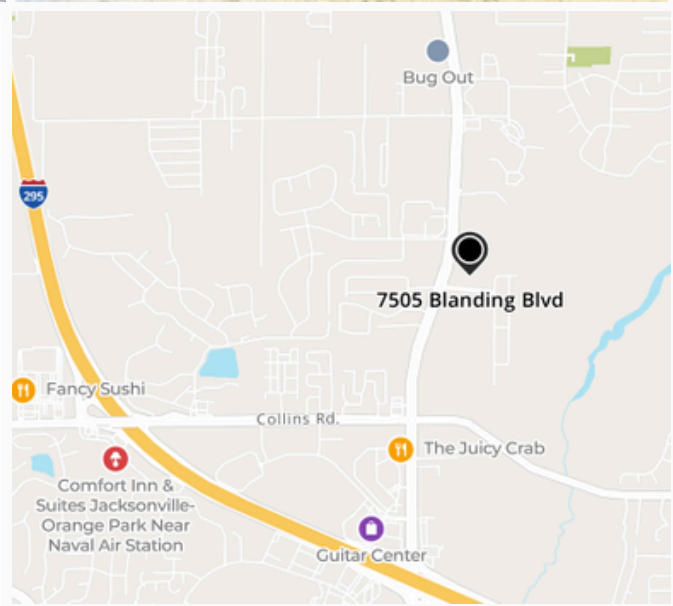 Bug Out
295
7505 Blanding Blvd
Fancy Sushi
Collins Rd.
The Juicy Crab
Comfort Inn &
Suites Jacksonville-
Orange Park Near
Naval Air Station
Guitar Center